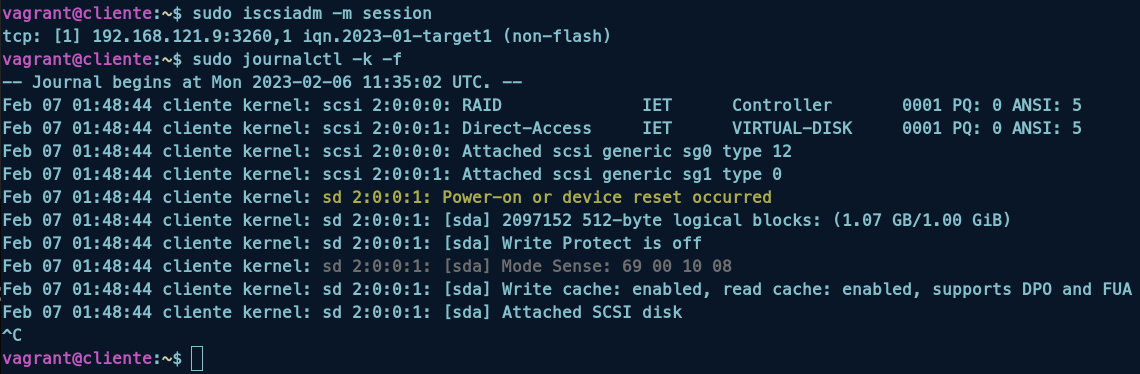 vagrant@cliente:~$ sudo iscsiadm -m session
tcp: [1] 192.168.121.9:3260,1 iqn.2023-01-target1 (non-flash)
vagrant@cliente:~$ sudo journalctl -k -f
-- Journal begins at Mon 2023-02-06 11:35:02 UTC. --
Feb 07 01:48:44 cliente kernel: scsi 2:0:0:0: RAID              IET      Controller       0001 PQ: 0 ANSI: 5
Feb 07 01:48:44 cliente kernel: scsi 2:0:0:1: Direct-Access     IET      VIRTUAL-DISK     0001 PQ: 0 ANSI: 5
Feb 07 01:48:44 cliente kernel: scsi 2:0:0:0: Attached scsi generic sg0 type 12
Feb 07 01:48:44 cliente kernel: scsi 2:0:0:1: Attached scsi generic sg1 type 0
Feb 07 01:48:44 cliente kernel: sd 2:0:0:1: Power-on or device reset occurred
Feb 07 01:48:44 cliente kernel: sd 2:0:0:1: [sda] 2097152 512-byte logical blocks: (1.07 GB/1.00 GiB)
Feb 07 01:48:44 cliente kernel: sd 2:0:0:1: [sda] Write Protect is off
Feb 07 01:48:44 cliente kernel: sd 2:0:0:1: [sda] Mode Sense: 69 00 10 08
Feb 07 01:48:44 cliente kernel: sd 2:0:0:1: [sda] Write cache: enabled, read cache: enabled, supports DPO and FUA
Feb 07 01:48:44 cliente kernel: sd 2:0:0:1: [sda] Attached SCSI disk
^C
vagrant@cliente:~$